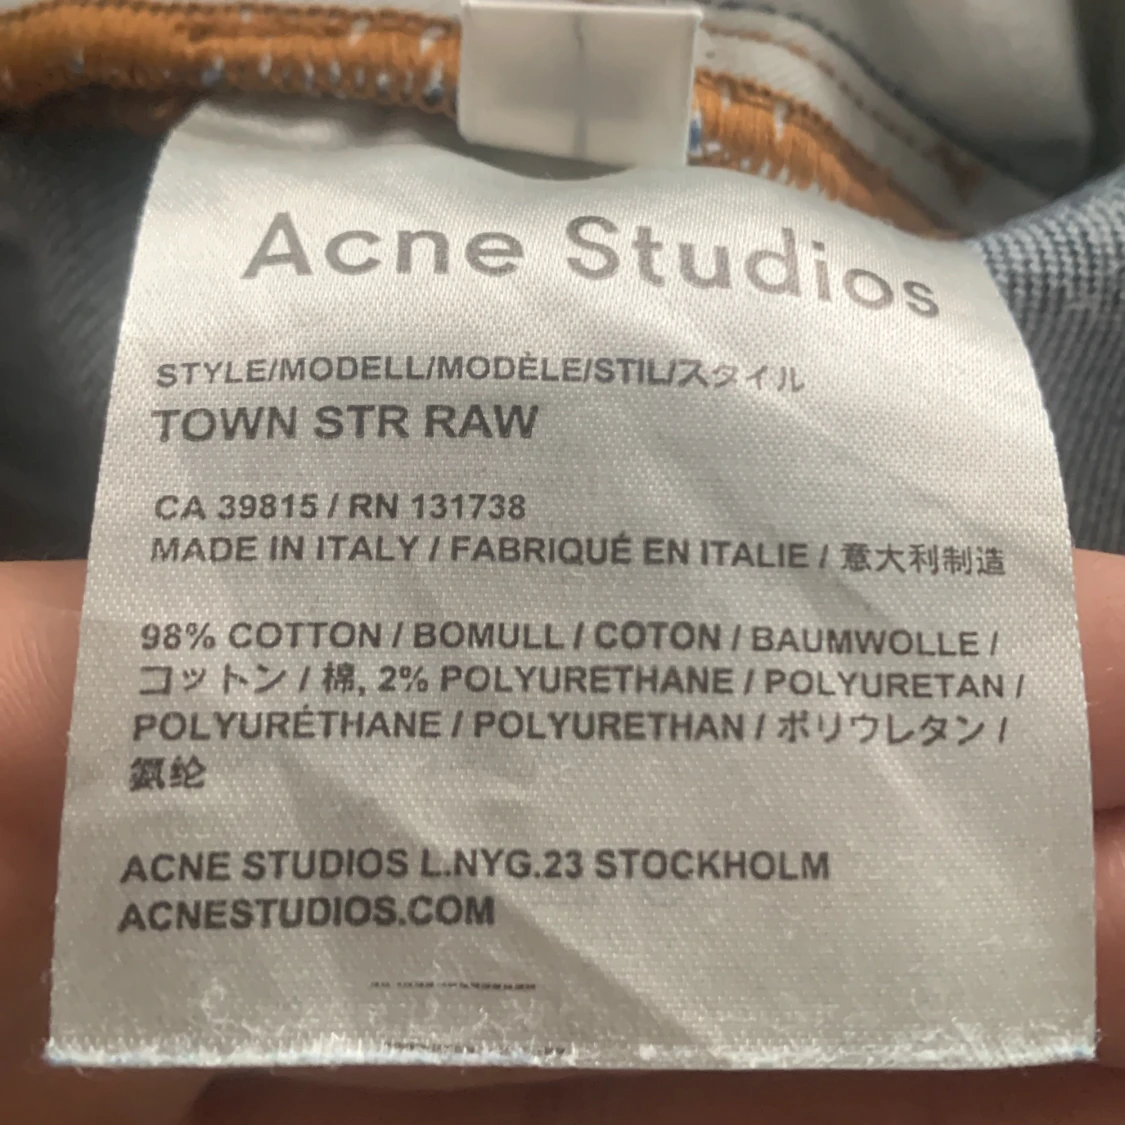 Acne Studios
STYLE/MODELL/MODÈLE/STIL/スタイル
TOWN STR RAW
CA 39815 / RN 131738
MADE IN ITALY / FABRIQUÉ EN ITALIE / 意大利制造
98% COTTON / BOMULL / COTON / BAUMWOLLE /
コットン / 棉, 2% POLYURETHANE / POLYURETAN /
POLYURÉTHANE / POLYURETHAN / ポリウレタン /
氨纶
ACNE STUDIOS L.NYG.23 STOCKHOLM
ACNESTUDIOS.COM